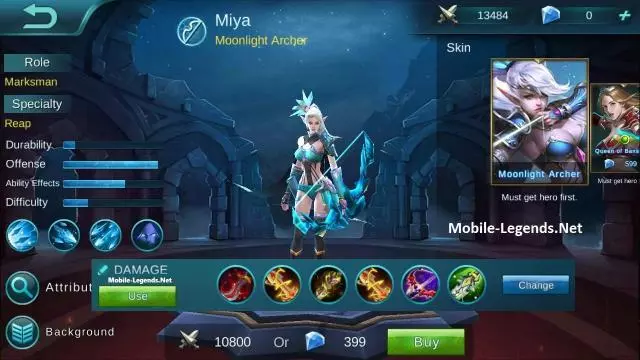 Miya
Moonlight Archer
13484
0
Role
Marksman
Specialty
Reap
Durability
Offense
Ability Effects
Difficulty
Skin
Moonlight Archer
Queen of
599
Must get hero first.
Must get hero
Mobile-Legends.Net
DAMAGE
Mobile-Legends.Net
Use
Change
Attribut
Background
10800 Or 399
Buy